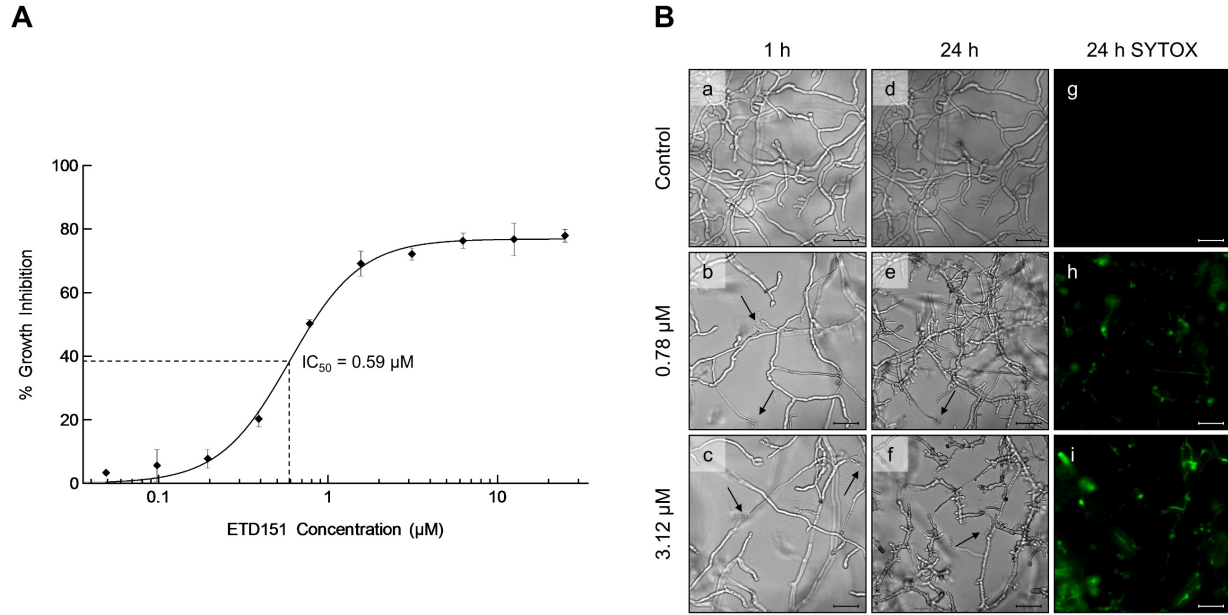 A
100
80
60
40
20
0
% Growth Inhibition
IC50 = 0.59 µM
0.1
1
10
ETD151 Concentration (µM)
B
1 h
24 h
24 h SYTOX
Control
a
d
g
0.78 µM
b
e
h
3.12 µM
c
f
i